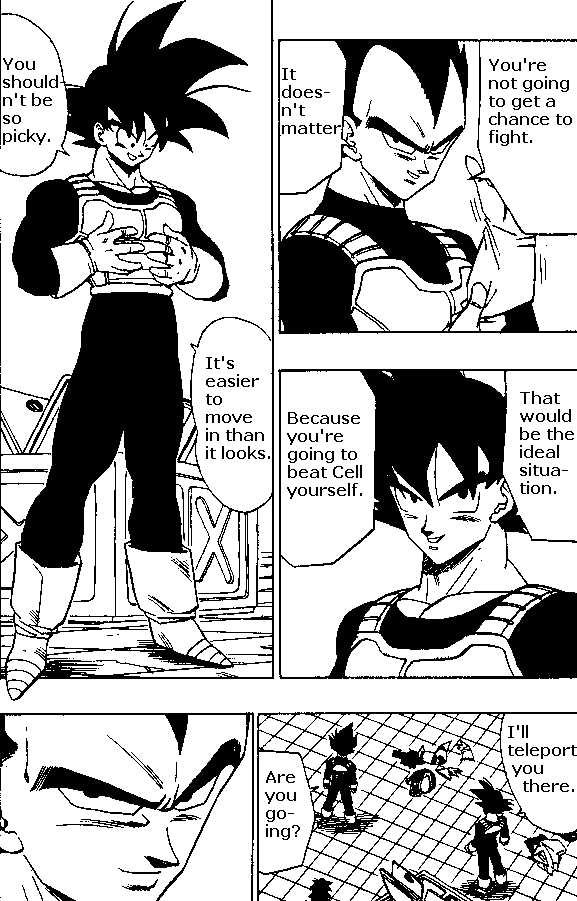 You're
not going
to get a
chance to
fight.
It
does-
n't
matter
That
would
be the
ideal
situa-
tion.
Because
you're
going to
beat Cell
yourself.
You
should-
n't be
so
picky.
It's
easier
to
move
in than
it looks.
I'll
teleport
you
there.
Are
you
go-
ing?